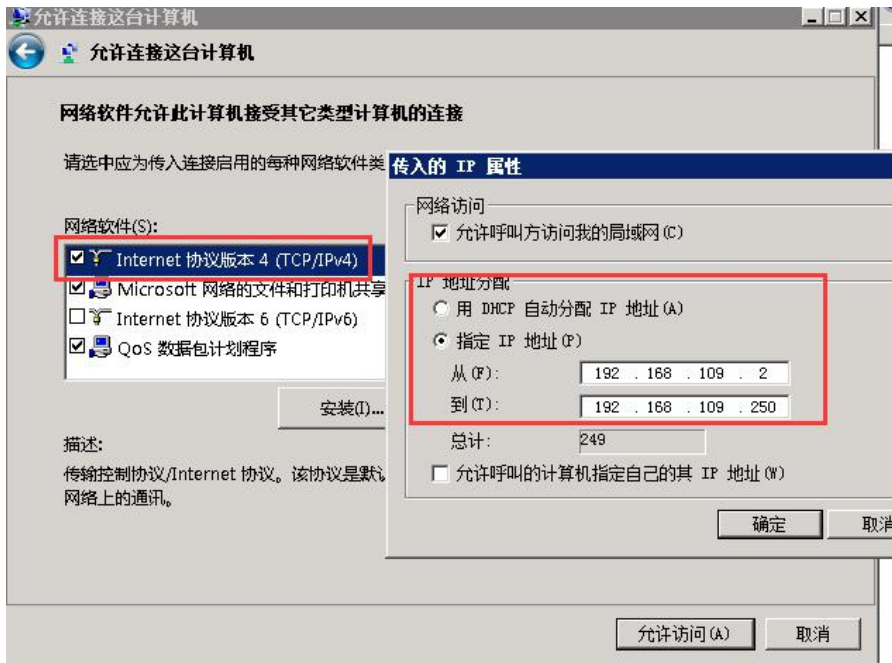 允许连接这台计算机
允许连接这台计算机
网络软件允许此计算机接受其它类型计算机的连接
请选中应为传入连接启用的每种网络软件类
网络软件(S):
Internet 协议版本 4 (TCP/IPv4)
Microsoft 网络的文件和打印机共享
Internet 协议版本 6 (TCP/IPv6)
QoS 数据包计划程序
安装(I)...
描述:
传输控制协议/Internet 协议。该协议是默认
网络上的通讯。
传入的 IP 属性
网络访问
允许呼叫方访问我的局域网(C)
IP 地址分配
用 DHCP 自动分配 IP 地址(A)
指定 IP 地址(P)
从(F): 192 . 168 . 109 . 2
到(T): 192 . 168 . 109 . 250
总计: 249
允许呼叫的计算机指定自己的其 IP 地址(W)
确定 取消
允许访问(A) 取消